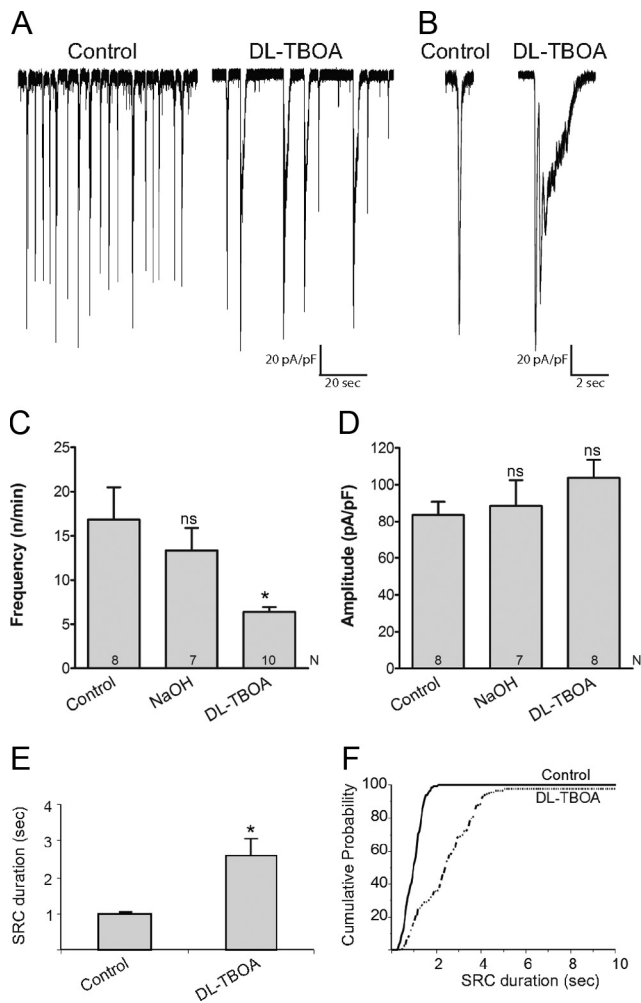 A
B
Control
DL-TBOA
Control
DL-TBOA
20 pA/pF
20 sec
20 pA/pF
2 sec
C
D
Frequency (n/min)
25
20
15
10
5
0
ns
ns
*
8
7
10
N
Control
NaOH
DL-TBOA
Amplitude (pA/pF)
120
100
80
60
40
20
0
ns
ns
8
7
8
N
Control
NaOH
DL-TBOA
E
F
SRC duration (sec)
4
3
2
1
*
Control
DL-TBOA
Cumulative Probability
100
80
60
40
20
Control
DL-TBOA
2
4
6
8
10
SRC duration (sec)